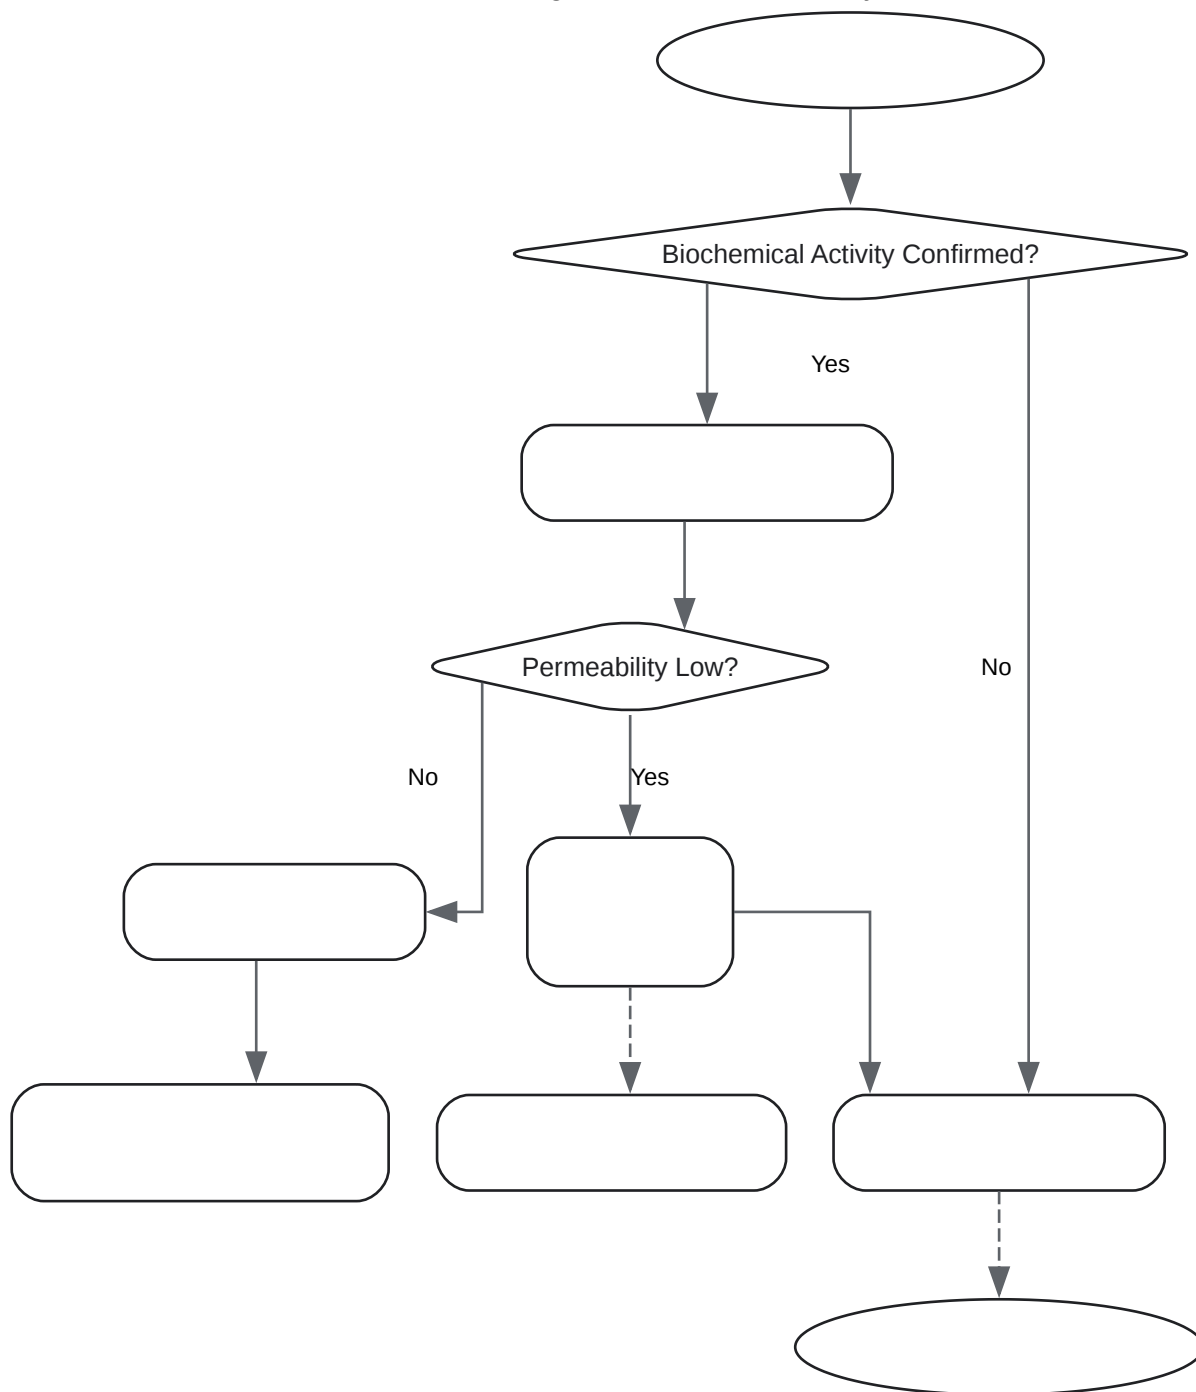 Biochemical Activity Confirmed?
Yes
Permeability Low?
No
No
Yes